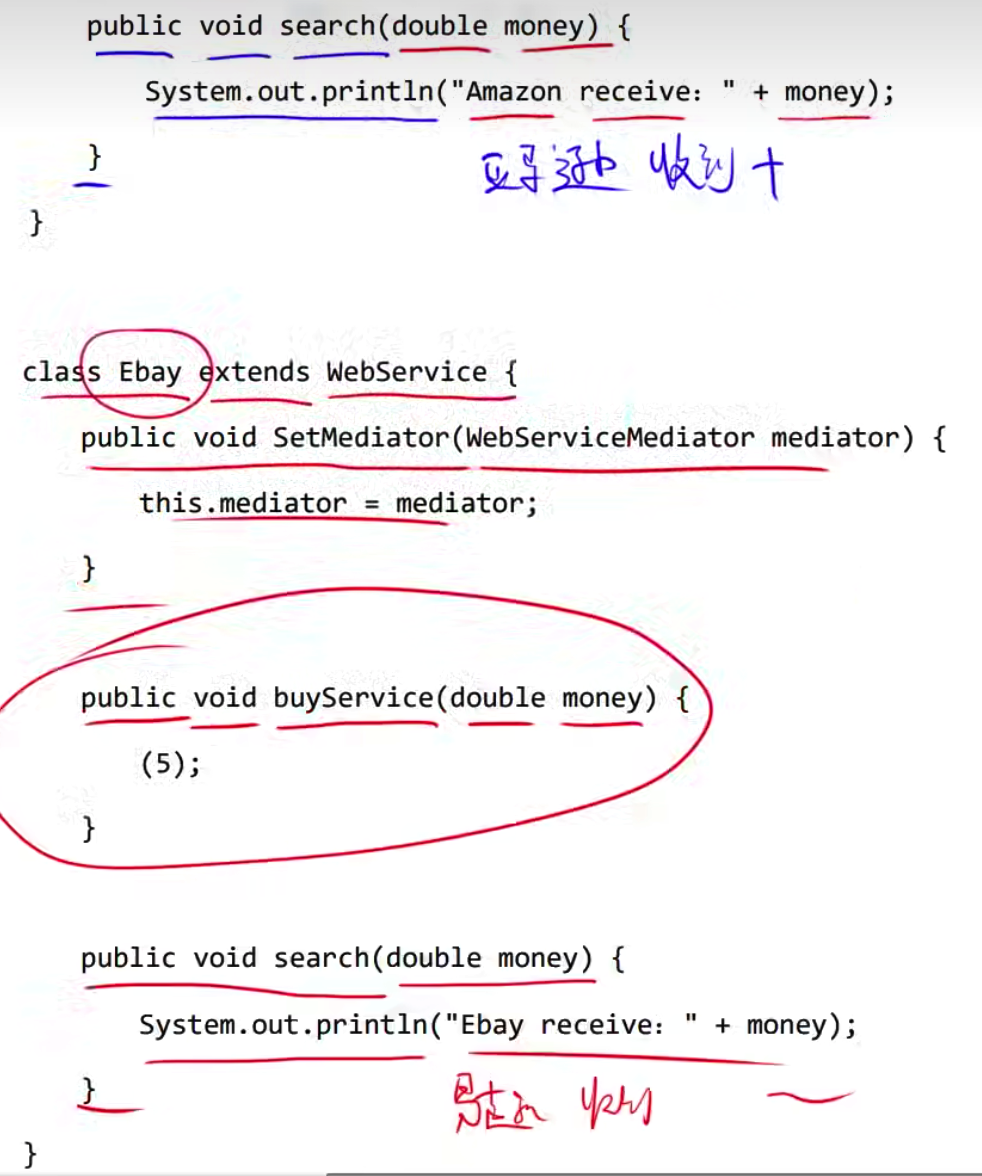 public void search(double money) {
System.out.println("Amazon receive: " + money);
}
亚马逊 收到 +
}
class Ebay extends WebService {
public void SetMediator(WebServiceMediator mediator) {
this.mediator = mediator;
}
public void buyService(double money) {
(5);
}
public void search(double money) {
System.out.println("Ebay receive: " + money);
}
收到
}